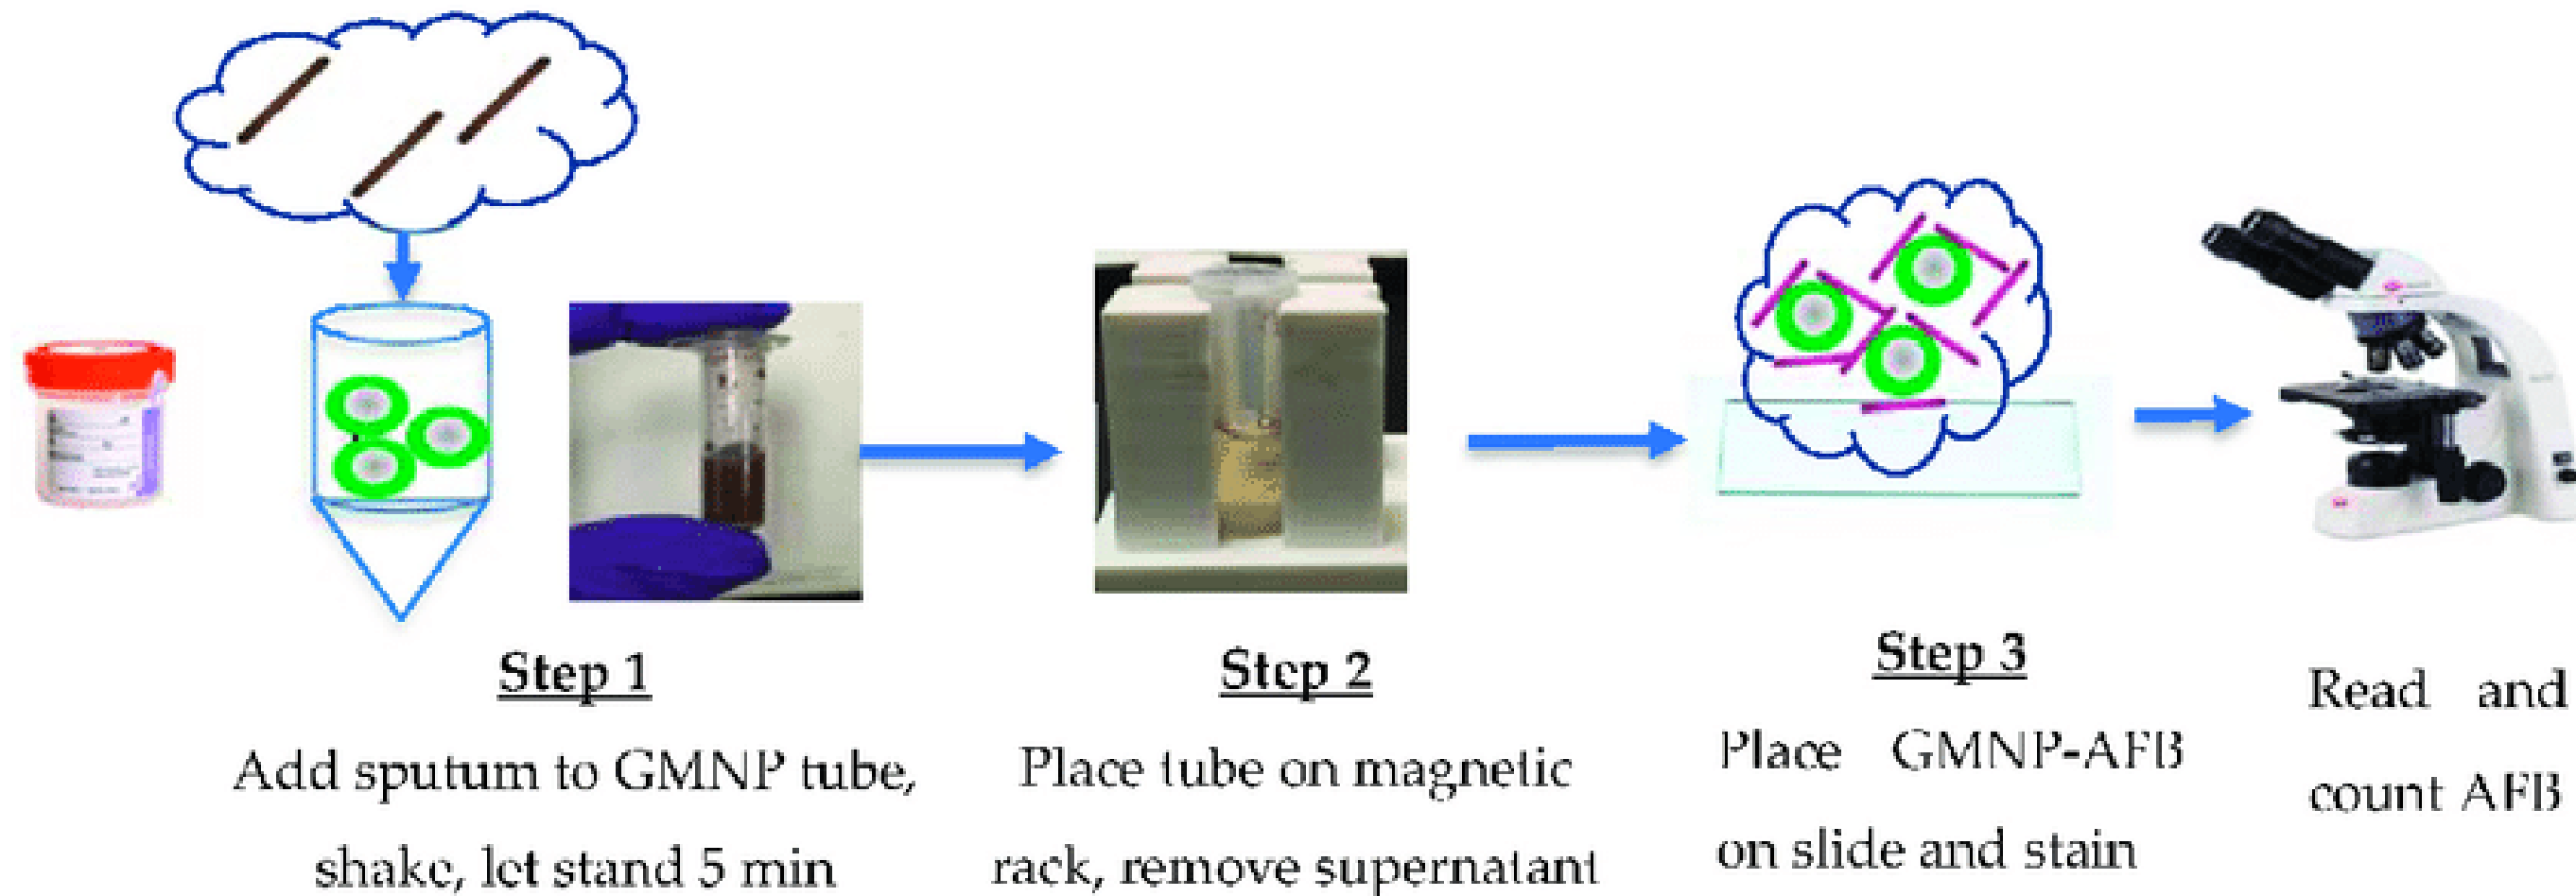 Step 1
Add sputum to GMNP tube,
shake, let stand 5 min
Step 2
Place tube on magnetic
rack, remove supernatant
Step 3
Place GMNP-AFB
on slide and stain
Read and
count AFB